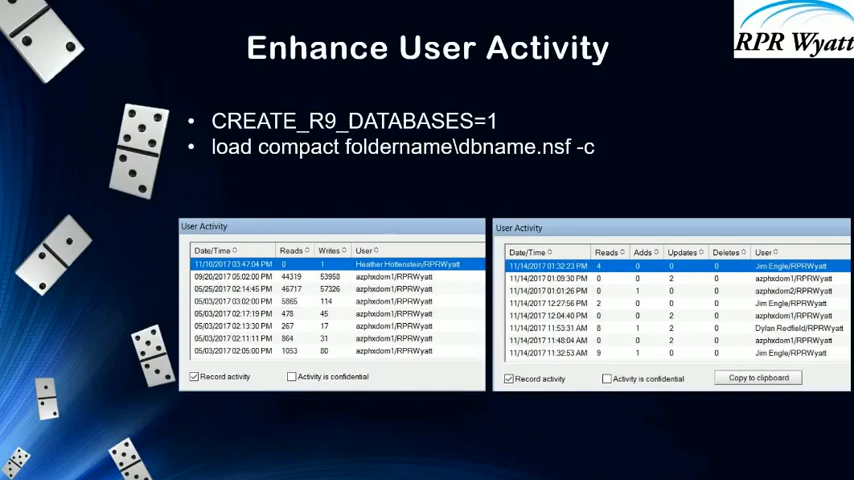 RPR Wyatt
Enhance User Activity
• CREATE_R9_DATABASES=1
• load compact foldername\dbname.nsf -c
User Activity
Date/Time Reads Writes User
11/10/2017 03:47:04 PM 0 1 Heather Hottenstein/RPRWyatt
09/20/2017 05:02:00 PM 44319 53958 azphxdom1/RPRWyatt
09/25/2017 02:14:45 PM 46717 57326 azphxdom1/RPRWyatt
05/03/2017 03:02:00 PM 5865 114 azphxdom1/RPRWyatt
05/03/2017 02:17:19 PM 478 45 azphxdom1/RPRWyatt
05/03/2017 02:13:30 PM 267 17 azphxdom1/RPRWyatt
05/03/2017 02:11:11 PM 864 31 azphxdom1/RPRWyatt
05/03/2017 02:05:00 PM 1053 80 azphxdom1/RPRWyatt
Record activity Activity is confidential
User Activity
Date/Time Reads Adds Updates Deletes User
11/14/2017 01:32:23 PM 4 0 0 0 Jim Engle/RPRWyatt
11/14/2017 01:09:30 PM 0 0 2 0 azphxdom1/RPRWyatt
11/14/2017 01:01:26 PM 0 1 0 0 azphxdom2/RPRWyatt
11/14/2017 12:27:56 PM 2 0 0 0 Jim Engle/RPRWyatt
11/14/2017 12:04:40 PM 0 0 2 0 azphxdom1/RPRWyatt
11/14/2017 11:53:31 AM 8 1 2 0 Dylan Redfield/RPRWyatt
11/14/2017 11:48:04 AM 0 0 2 0 azphxdom1/RPRWyatt
11/14/2017 11:32:53 AM 9 1 0 0 Jim Engle/RPRWyatt
Record activity Activity is confidential Copy to clipboard